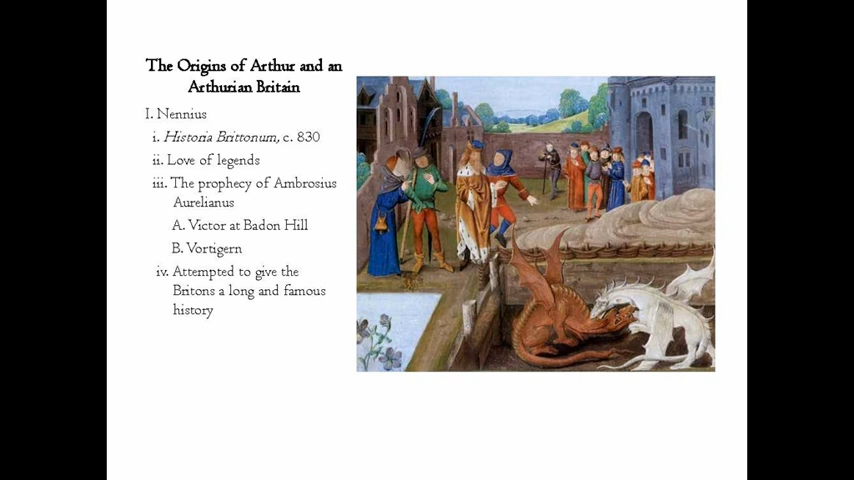 The Origins of Arthur and an
Arthurian Britain
I. Nennius
i. Historia Brittonum, c. 830
ii. Love of legends
iii. The prophecy of Ambrosius
Aurelianus
A. Victor at Badon Hill
B. Vortigern
iv. Attempted to give the
Britons a long and famous
history